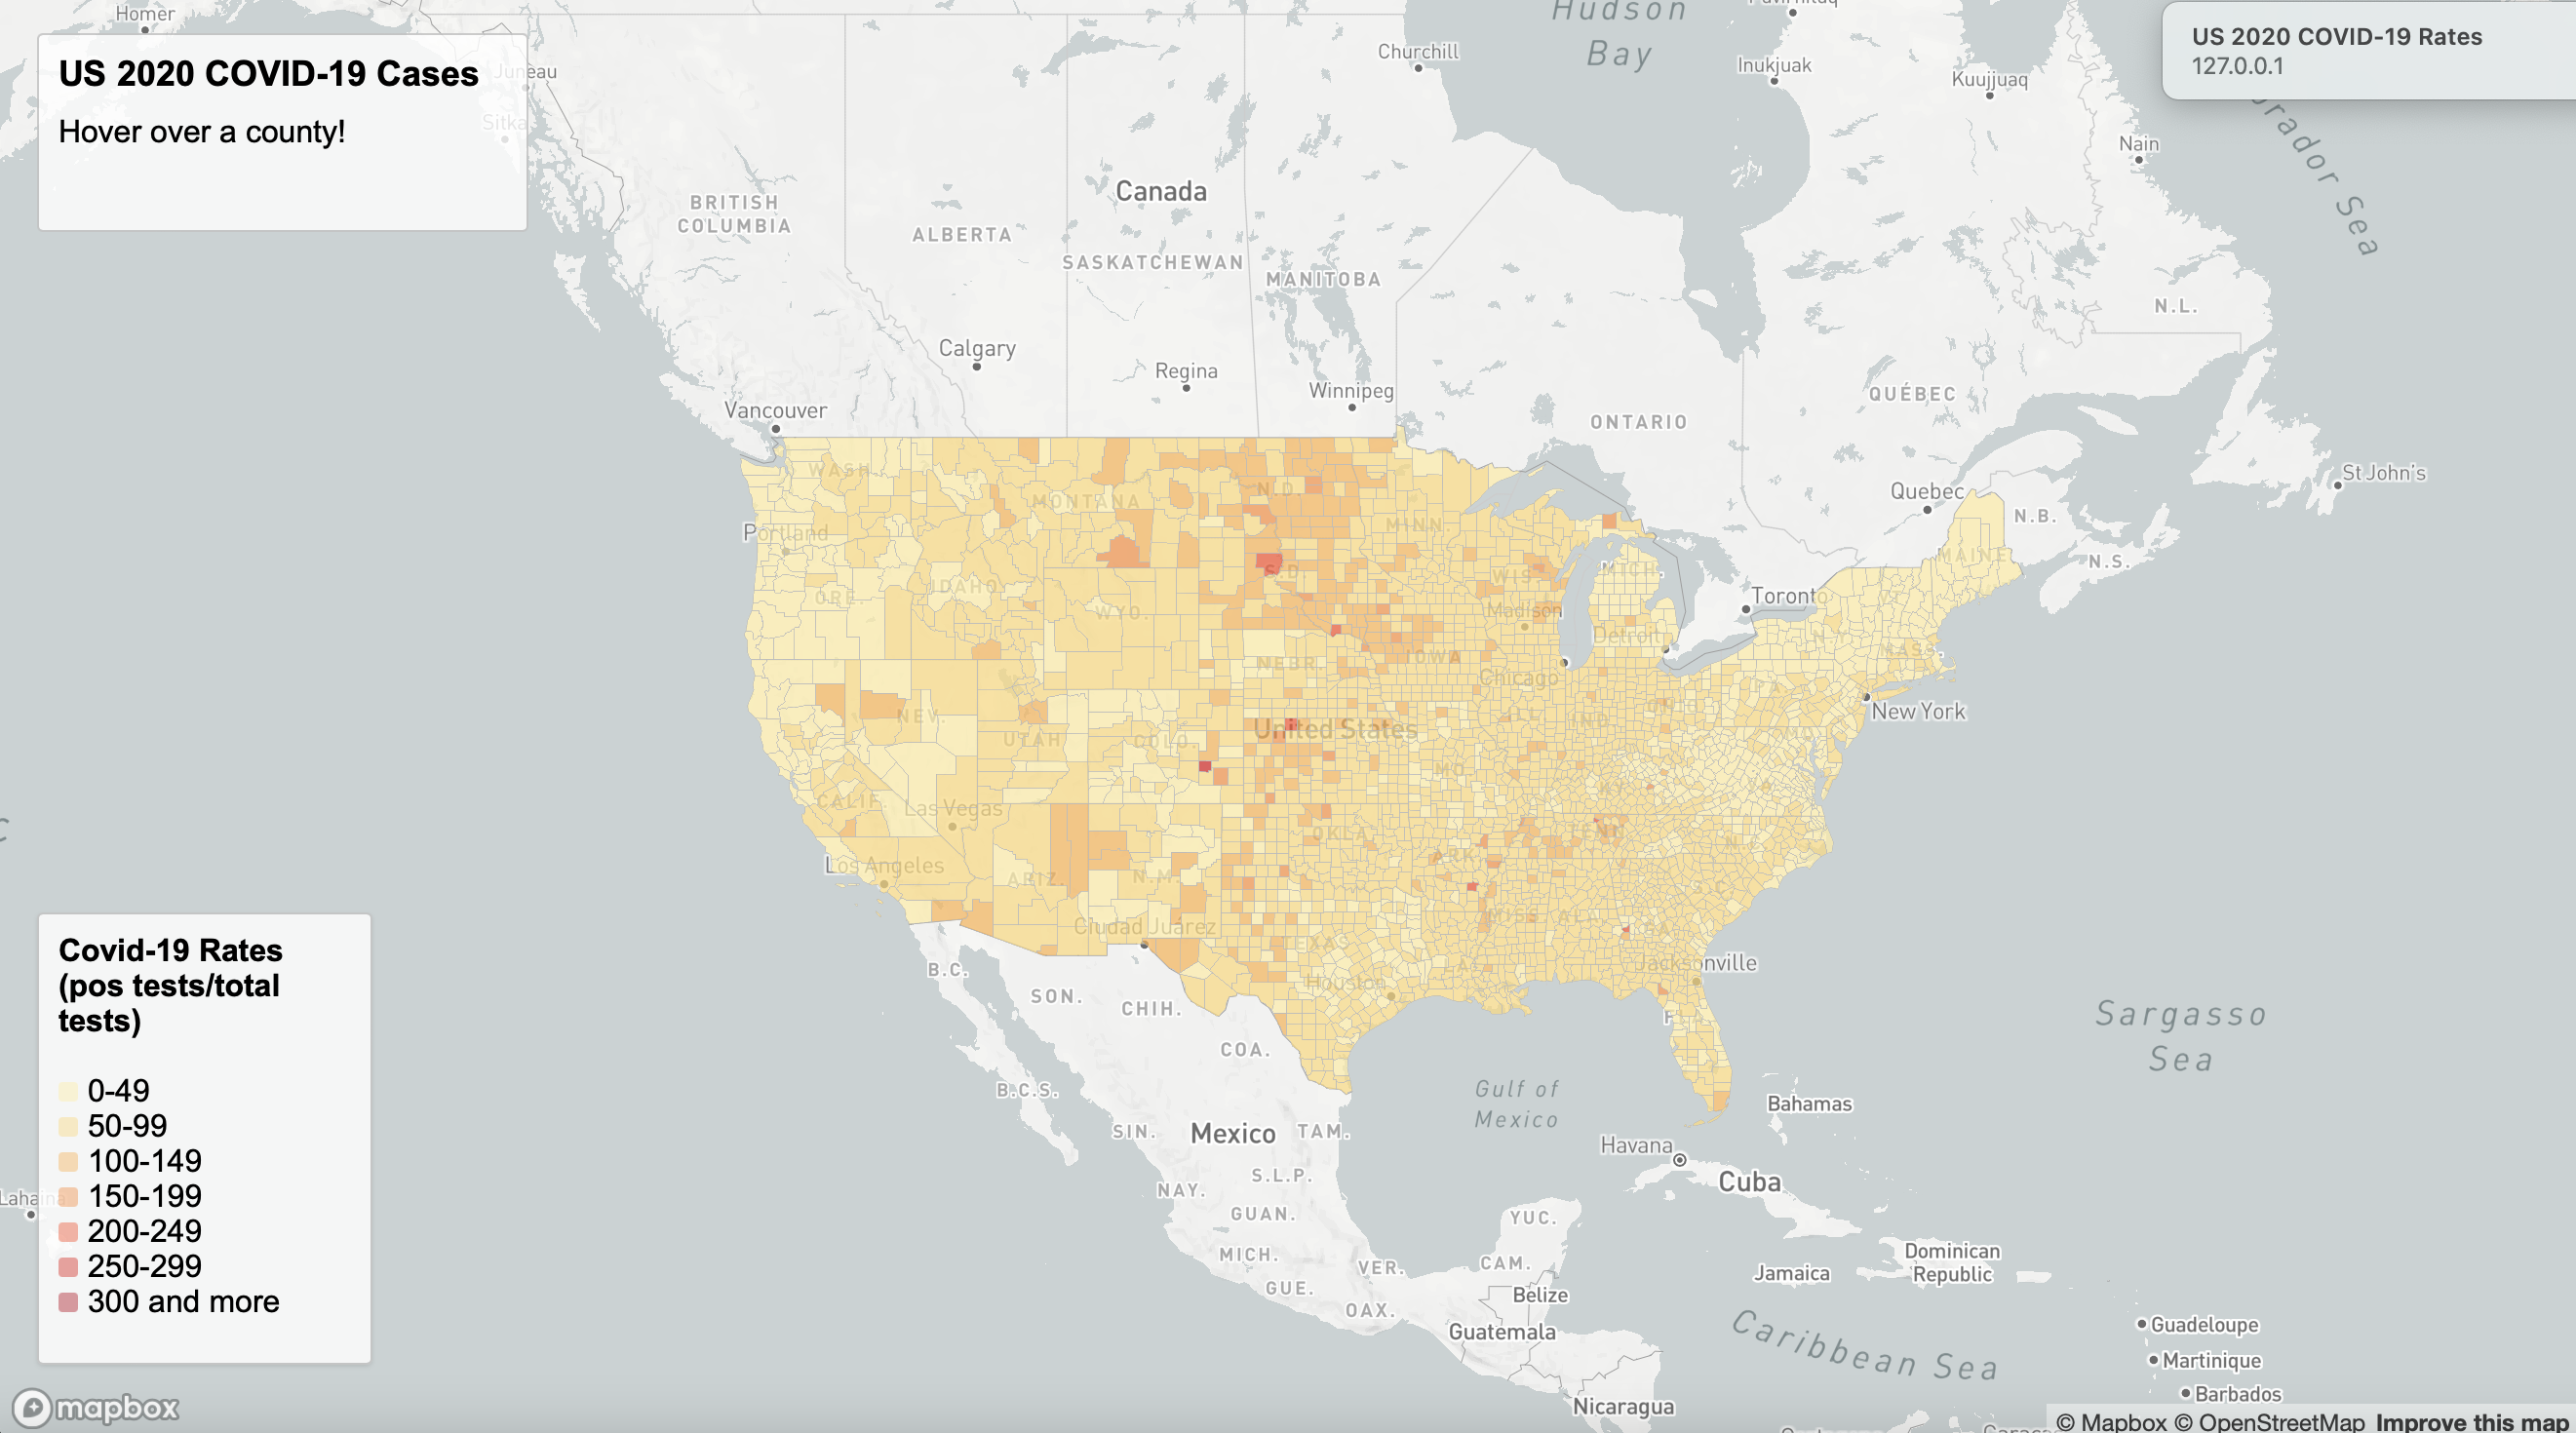 Homer
US 2020 COVID-19 Cases
Hover over a county!
Juneau
Sitka
US 2020 COVID-19 Rates
127.0.0.1
Hudson
Bay
Churchill
Inukjuak
Kuujjuaq
Nain
Canada
BRITISH
COLUMBIA
ALBERTA
SASKATCHEWAN
MANITOBA
N.L.
Calgary
Regina
Winnipeg
QUÉBEC
Vancouver
ONTARIO
St John's
Quebec
N.B.
N.S.
WASH.
MONTANA
N.D.
MINN.
MAINE
Portland
ORE.
IDAHO
WYO.
S.D.
WIS.
MICH.
Toronto
VT.
Madison
Detroit
N.Y.
MASS.
NEBR.
IOWA
Chicago
PA.
New York
NEV.
UTAH
COLO.
United States
ILL.
IND.
OHIO
MD.
CALIF.
Las Vegas
MO.
KY.
VA.
Los Angeles
ARIZ.
N.M.
OKLA.
ARK.
TENN.
N.C.
S.C.
Ciudad Juárez
TEXAS
MISS.
ALA.
GA.
LA.
Houston
Jacksonville
B.C.
SON.
CHIH.
COA.
B.C.S.
Sargasso
Sea
Gulf of
Mexico
Bahamas
SIN.
Mexico
TAM.
Havana
Cuba
S.L.P.
NAY.
GUAN.
YUC.
MICH.
VER.
CAM.
GUE.
OAX.
Belize
Guatemala
Jamaica
Dominican
Republic
Caribbean Sea
Guadeloupe
Martinique
Barbados
Nicaragua
Covid-19 Rates
(pos tests/total
tests)
0-49
50-99
100-149
150-199
200-249
250-299
300 and more
Lahaina
mapbox
© Mapbox © OpenStreetMap Improve this map